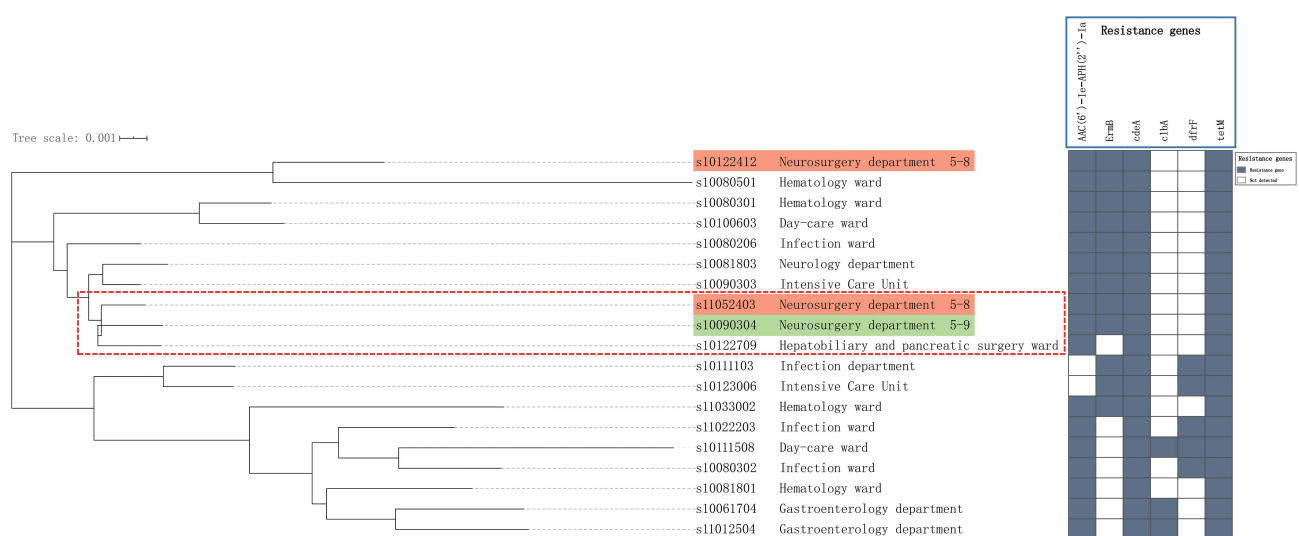 Resistance genes
AAC(6')-Ie-APH(2'')-Ia
ErmB
cdeA
clbA
dfrF
tetM
Tree scale: 0.001
Resistance genes
Resistance gene
Not detected
s10122412 Neurosurgery department 5-8
s10080501 Hematology ward
s10080301 Hematology ward
s10100603 Day-care ward
s10080206 Infection ward
s10081803 Neurology department
s10090303 Intensive Care Unit
s11052403 Neurosurgery department 5-8
s10090304 Neurosurgery department 5-9
s10122709 Hepatobiliary and pancreatic surgery ward
s10111103 Infection department
s10123006 Intensive Care Unit
s11033002 Hematology ward
s11022203 Infection ward
s10111508 Day-care ward
s10080302 Infection ward
s10081801 Hematology ward
s10061704 Gastroenterology department
s11012504 Gastroenterology department